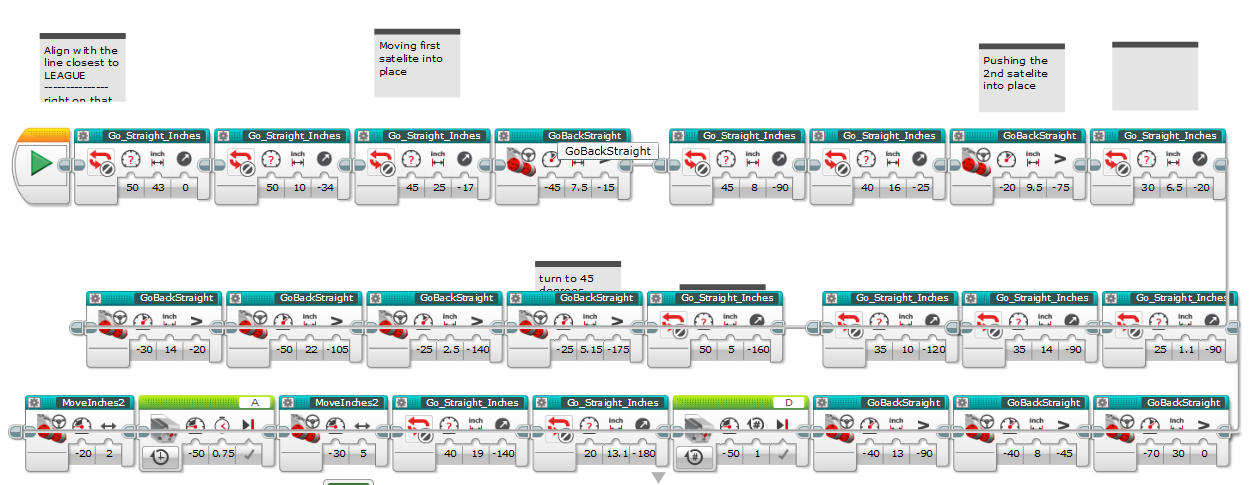 Align with the
line closest to
LEAGUE
---------------
right on that
Moving first
satelite into
place
Pushing the
2nd satelite
into place
Go_Straight_Inches
Go_Straight_Inches
Go_Straight_Inches
GoBackStraight
Go_Straight_Inches
Go_Straight_Inches
GoBackStraight
Go_Straight_Inches
GoBackStraight
inch inch inch inch inch inch inch
50 43 0
50 10 -34
45 25 -17
-45 7.5 -15
45 8 -90
40 16 -25
-20 9.5 -75
30 6.5 -20
turn to 45
degrees
GoBackStraight
GoBackStraight
GoBackStraight
GoBackStraight
Go_Straight_Inches
Go_Straight_Inches
Go_Straight_Inches
Go_Straight_Inches
inch inch inch inch inch inch inch inch
-30 14 -20
-50 22 -105
-25 2.5 -140
-25 5.15 -175
50 5 -160
35 10 -120
35 14 -90
25 1.1 -90
MoveInches2
A
MoveInches2
Go_Straight_Inches
Go_Straight_Inches
D
GoBackStraight
GoBackStraight
GoBackStraight
inch inch inch inch inch
-20 2
-50 0.75
-30 5
40 19 -140
20 13.1 -180
-50 1
-40 13 -90
-40 8 -45
-70 30 0